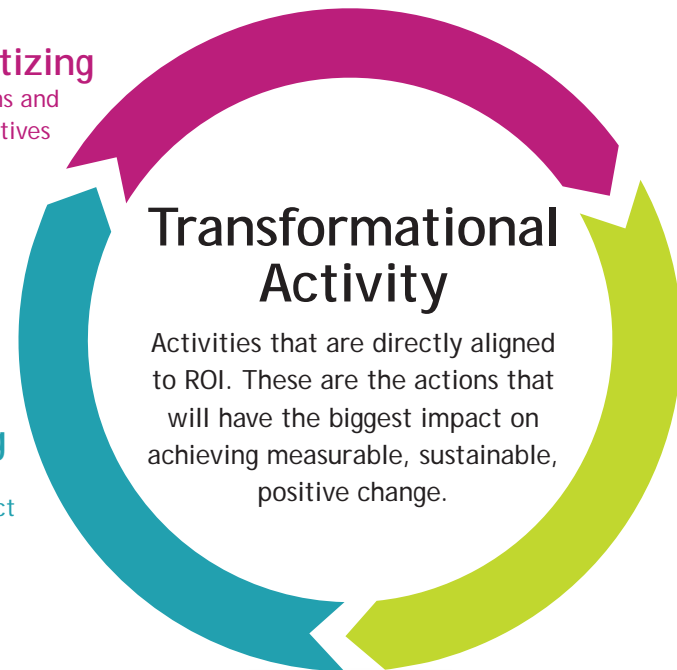 tizing
ns and
tives
Transformational
Activity
Activities that are directly aligned
to ROI. These are the actions that
will have the biggest impact on
achieving measurable, sustainable,
positive change.
g
ct